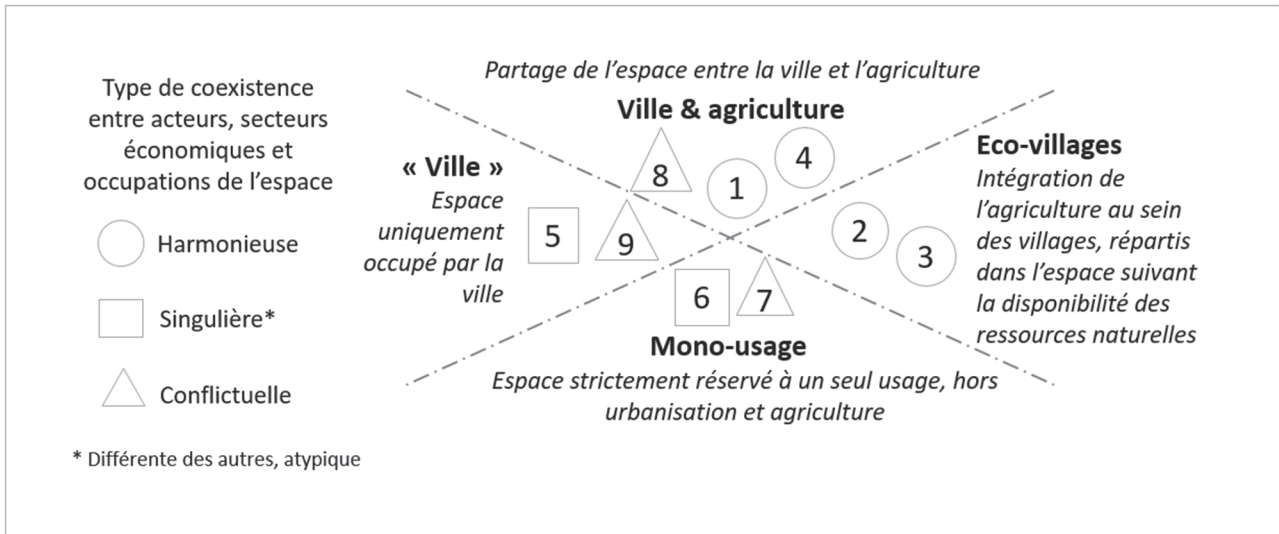 Type de coexistence
entre acteurs, secteurs
économiques et
occupations de l'espace
Harmonieuse
Singulière*
Conflictuelle
* Différente des autres, atypique
Partage de l'espace entre la ville et l'agriculture
Ville & agriculture
8
1
4
« Ville »
Espace
uniquement
occupé par la
ville
5
9
Eco-villages
Intégration de
l'agriculture au sein
des villages, répartis
dans l'espace suivant
la disponibilité des
ressources naturelles
2
3
6
7
Mono-usage
Espace strictement réservé à un seul usage, hors
urbanisation et agriculture